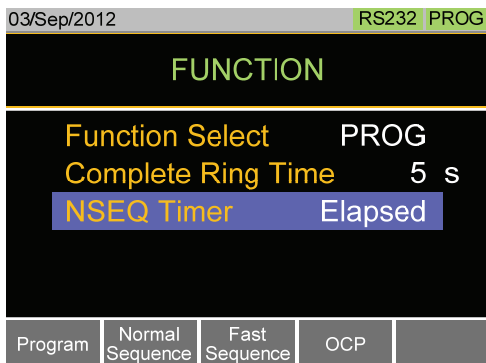 03/Sep/2012 RS232 PROG
FUNCTION
Function Select PROG
Complete Ring Time 5 s
NSEQ Timer Elapsed
Program Normal Sequence Fast Sequence OCP